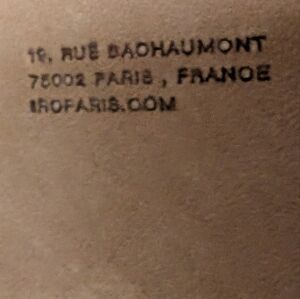 19, RUE BACHAUMONT
75002 PARIS , FRANCE
IROPARIS.COM